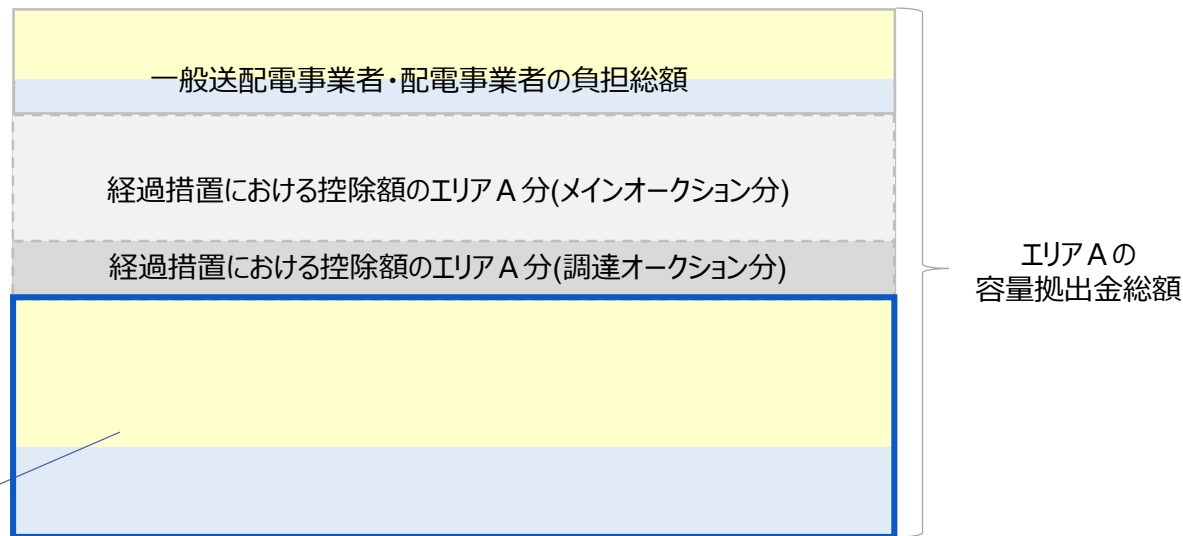 一般送配電事業者・配電事業者の負担総額
経過措置における控除額のエリアA分(メインオークション分)
経過措置における控除額のエリアA分(調達オークション分)
エリアAの
容量拠出金総額